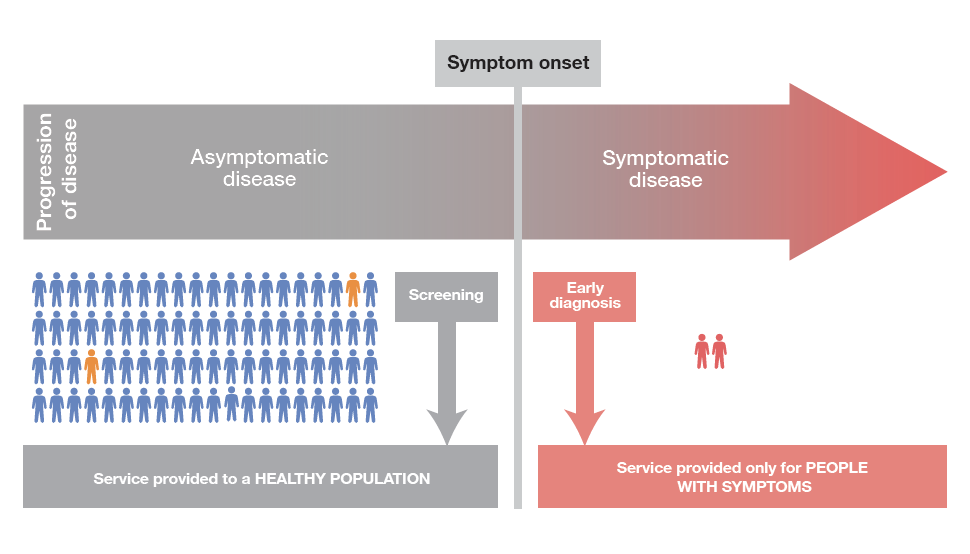 Symptom onset
Progression
of disease
Asymptomatic
disease
Symptomatic
disease
Screening
Early
diagnosis
Service provided to a HEALTHY POPULATION
Service provided only for PEOPLE
WITH SYMPTOMS